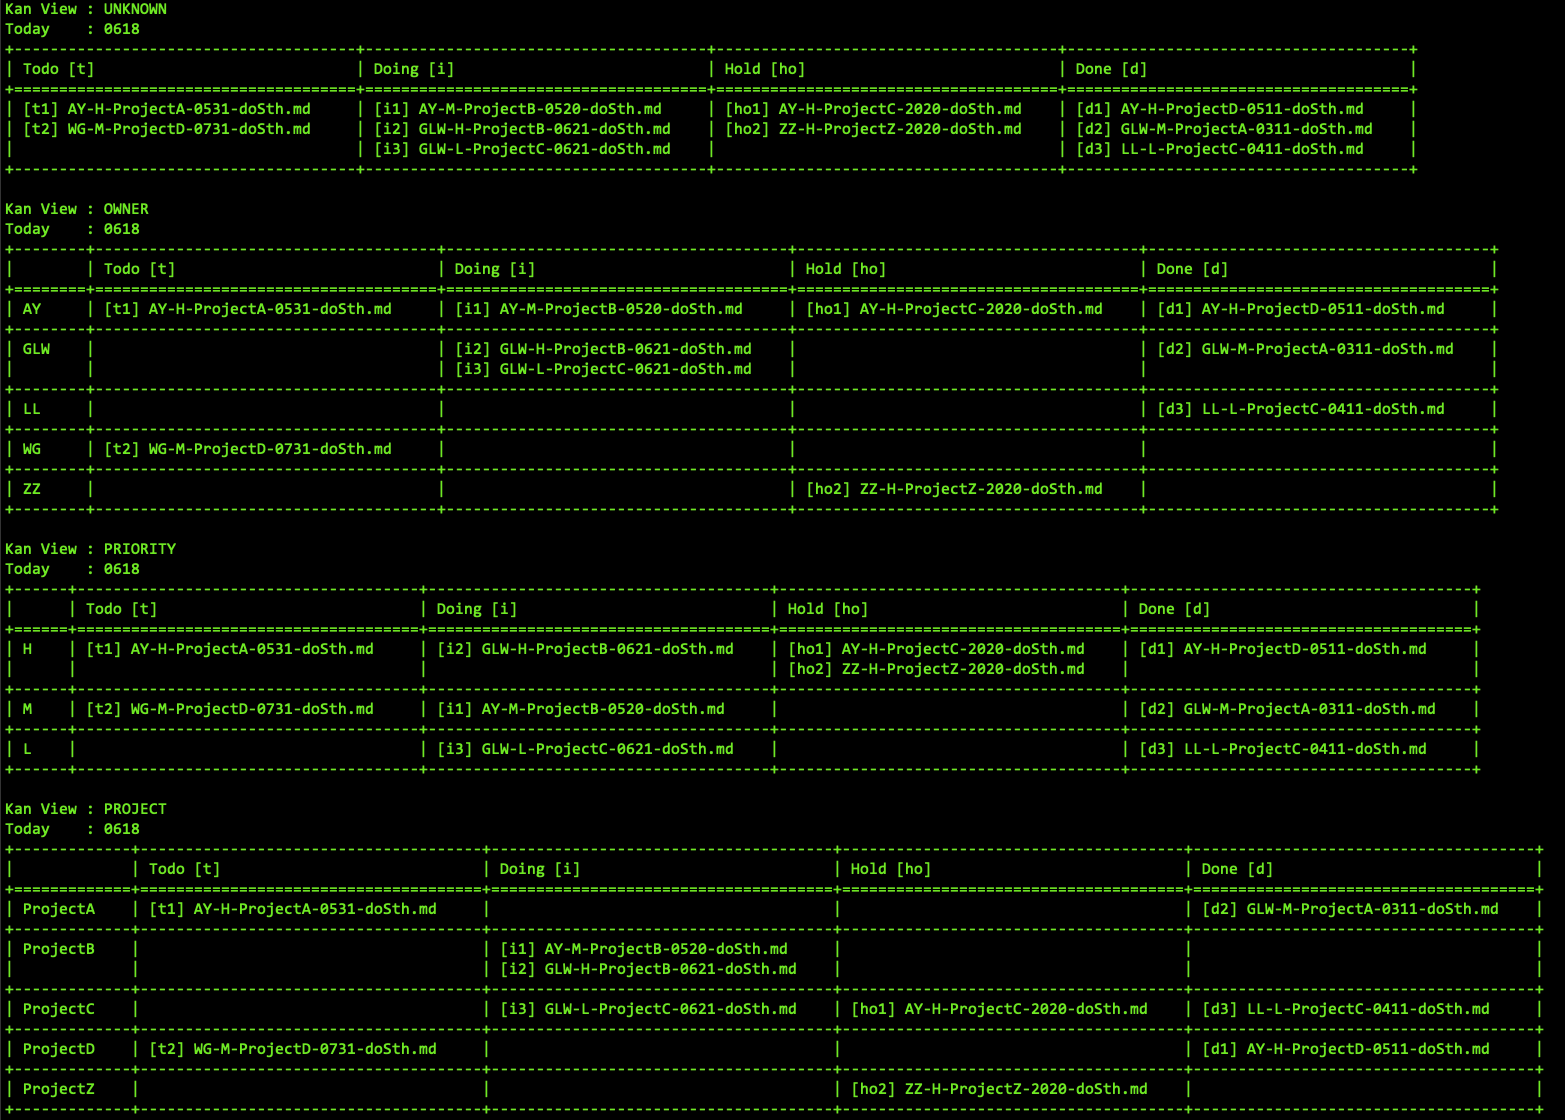 Kan View : UNKNOWN
Today    : 0618
+--------------------------------------+--------------------------------------+--------------------------------------+--------------------------------------+
| Todo [t]                             | Doing [i]                            | Hold [ho]                            | Done [d]                             |
+======================================+======================================+======================================+======================================+
| [t1] AY-H-ProjectA-0531-doSth.md     | [i1] AY-M-ProjectB-0520-doSth.md     | [ho1] AY-H-ProjectC-2020-doSth.md    | [d1] AY-H-ProjectD-0511-doSth.md     |
| [t2] WG-M-ProjectD-0731-doSth.md     | [i2] GLW-H-ProjectB-0621-doSth.md    | [ho2] ZZ-H-ProjectZ-2020-doSth.md    | [d2] GLW-M-ProjectA-0311-doSth.md    |
|                                      | [i3] GLW-L-ProjectC-0621-doSth.md    |                                      | [d3] LL-L-ProjectC-0411-doSth.md     |
+--------------------------------------+--------------------------------------+--------------------------------------+--------------------------------------+
Kan View : OWNER
Today    : 0618
+--------+--------------------------------------+--------------------------------------+--------------------------------------+--------------------------------------+
|        | Todo [t]                             | Doing [i]                            | Hold [ho]                            | Done [d]                             |
+========+======================================+======================================+======================================+======================================+
| AY     | [t1] AY-H-ProjectA-0531-doSth.md     | [i1] AY-M-ProjectB-0520-doSth.md     | [ho1] AY-H-ProjectC-2020-doSth.md    | [d1] AY-H-ProjectD-0511-doSth.md     |
+--------+--------------------------------------+--------------------------------------+--------------------------------------+--------------------------------------+
| GLW    |                                      | [i2] GLW-H-ProjectB-0621-doSth.md    |                                      | [d2] GLW-M-ProjectA-0311-doSth.md    |
|        |                                      | [i3] GLW-L-ProjectC-0621-doSth.md    |                                      |                                      |
+--------+--------------------------------------+--------------------------------------+--------------------------------------+--------------------------------------+
| LL     |                                      |                                      |                                      | [d3] LL-L-ProjectC-0411-doSth.md     |
+--------+--------------------------------------+--------------------------------------+--------------------------------------+--------------------------------------+
| WG     | [t2] WG-M-ProjectD-0731-doSth.md     |                                      |                                      |                                      |
+--------+--------------------------------------+--------------------------------------+--------------------------------------+--------------------------------------+
| ZZ     |                                      |                                      | [ho2] ZZ-H-ProjectZ-2020-doSth.md    |                                      |
+--------+--------------------------------------+--------------------------------------+--------------------------------------+--------------------------------------+
Kan View : PRIORITY
Today    : 0618
+------+--------------------------------------+--------------------------------------+--------------------------------------+--------------------------------------+
|      | Todo [t]                             | Doing [i]                            | Hold [ho]                            | Done [d]                             |
+======+======================================+======================================+======================================+======================================+
| H    | [t1] AY-H-ProjectA-0531-doSth.md     | [i2] GLW-H-ProjectB-0621-doSth.md    | [ho1] AY-H-ProjectC-2020-doSth.md    | [d1] AY-H-ProjectD-0511-doSth.md     |
|      |                                      |                                      | [ho2] ZZ-H-ProjectZ-2020-doSth.md    |                                      |
+------+--------------------------------------+--------------------------------------+--------------------------------------+--------------------------------------+
| M    | [t2] WG-M-ProjectD-0731-doSth.md     | [i1] AY-M-ProjectB-0520-doSth.md     |                                      | [d2] GLW-M-ProjectA-0311-doSth.md    |
+------+--------------------------------------+--------------------------------------+--------------------------------------+--------------------------------------+
| L    |                                      | [i3] GLW-L-ProjectC-0621-doSth.md    |                                      | [d3] LL-L-ProjectC-0411-doSth.md     |
+------+--------------------------------------+--------------------------------------+--------------------------------------+--------------------------------------+
Kan View : PROJECT
Today    : 0618
+-------------+--------------------------------------+--------------------------------------+--------------------------------------+--------------------------------------+
|             | Todo [t]                             | Doing [i]                            | Hold [ho]                            | Done [d]                             |
+=============+======================================+======================================+======================================+======================================+
| ProjectA    | [t1] AY-H-ProjectA-0531-doSth.md     |                                      |                                      | [d2] GLW-M-ProjectA-0311-doSth.md    |
+-------------+--------------------------------------+--------------------------------------+--------------------------------------+--------------------------------------+
| ProjectB    |                                      | [i1] AY-M-ProjectB-0520-doSth.md     |                                      |                                      |
|             |                                      | [i2] GLW-H-ProjectB-0621-doSth.md    |                                      |                                      |
+-------------+--------------------------------------+--------------------------------------+--------------------------------------+--------------------------------------+
| ProjectC    |                                      | [i3] GLW-L-ProjectC-0621-doSth.md    | [ho1] AY-H-ProjectC-2020-doSth.md    | [d3] LL-L-ProjectC-0411-doSth.md     |
+-------------+--------------------------------------+--------------------------------------+--------------------------------------+--------------------------------------+
| ProjectD    | [t2] WG-M-ProjectD-0731-doSth.md     |                                      |                                      | [d1] AY-H-ProjectD-0511-doSth.md     |
+-------------+--------------------------------------+--------------------------------------+--------------------------------------+--------------------------------------+
| ProjectZ    |                                      |                                      | [ho2] ZZ-H-ProjectZ-2020-doSth.md    |                                      |
+-------------+--------------------------------------+--------------------------------------+--------------------------------------+--------------------------------------+